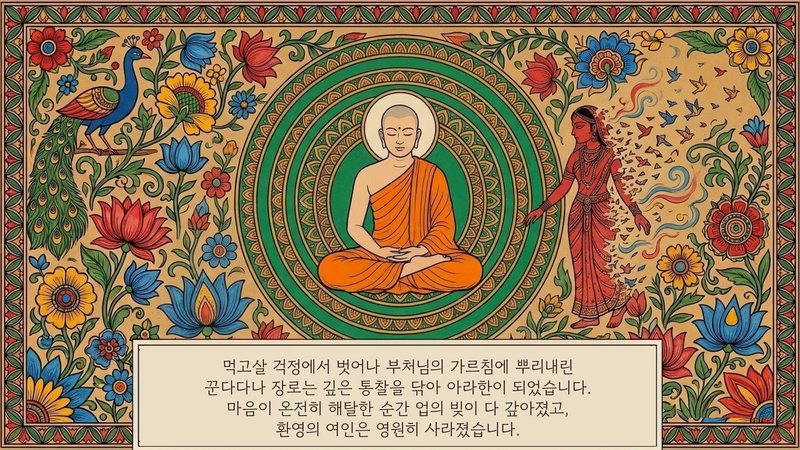 먹고살 걱정에서 벗어나 부처님의 가르침에 뿌리내린
꾼다다나 장로는 깊은 통찰을 닦아 아라한이 되었습니다.
마음이 온전히 해탈한 순간 업의 빚이 다 갚아졌고,
환영의 여인은 영원히 사라졌습니다.